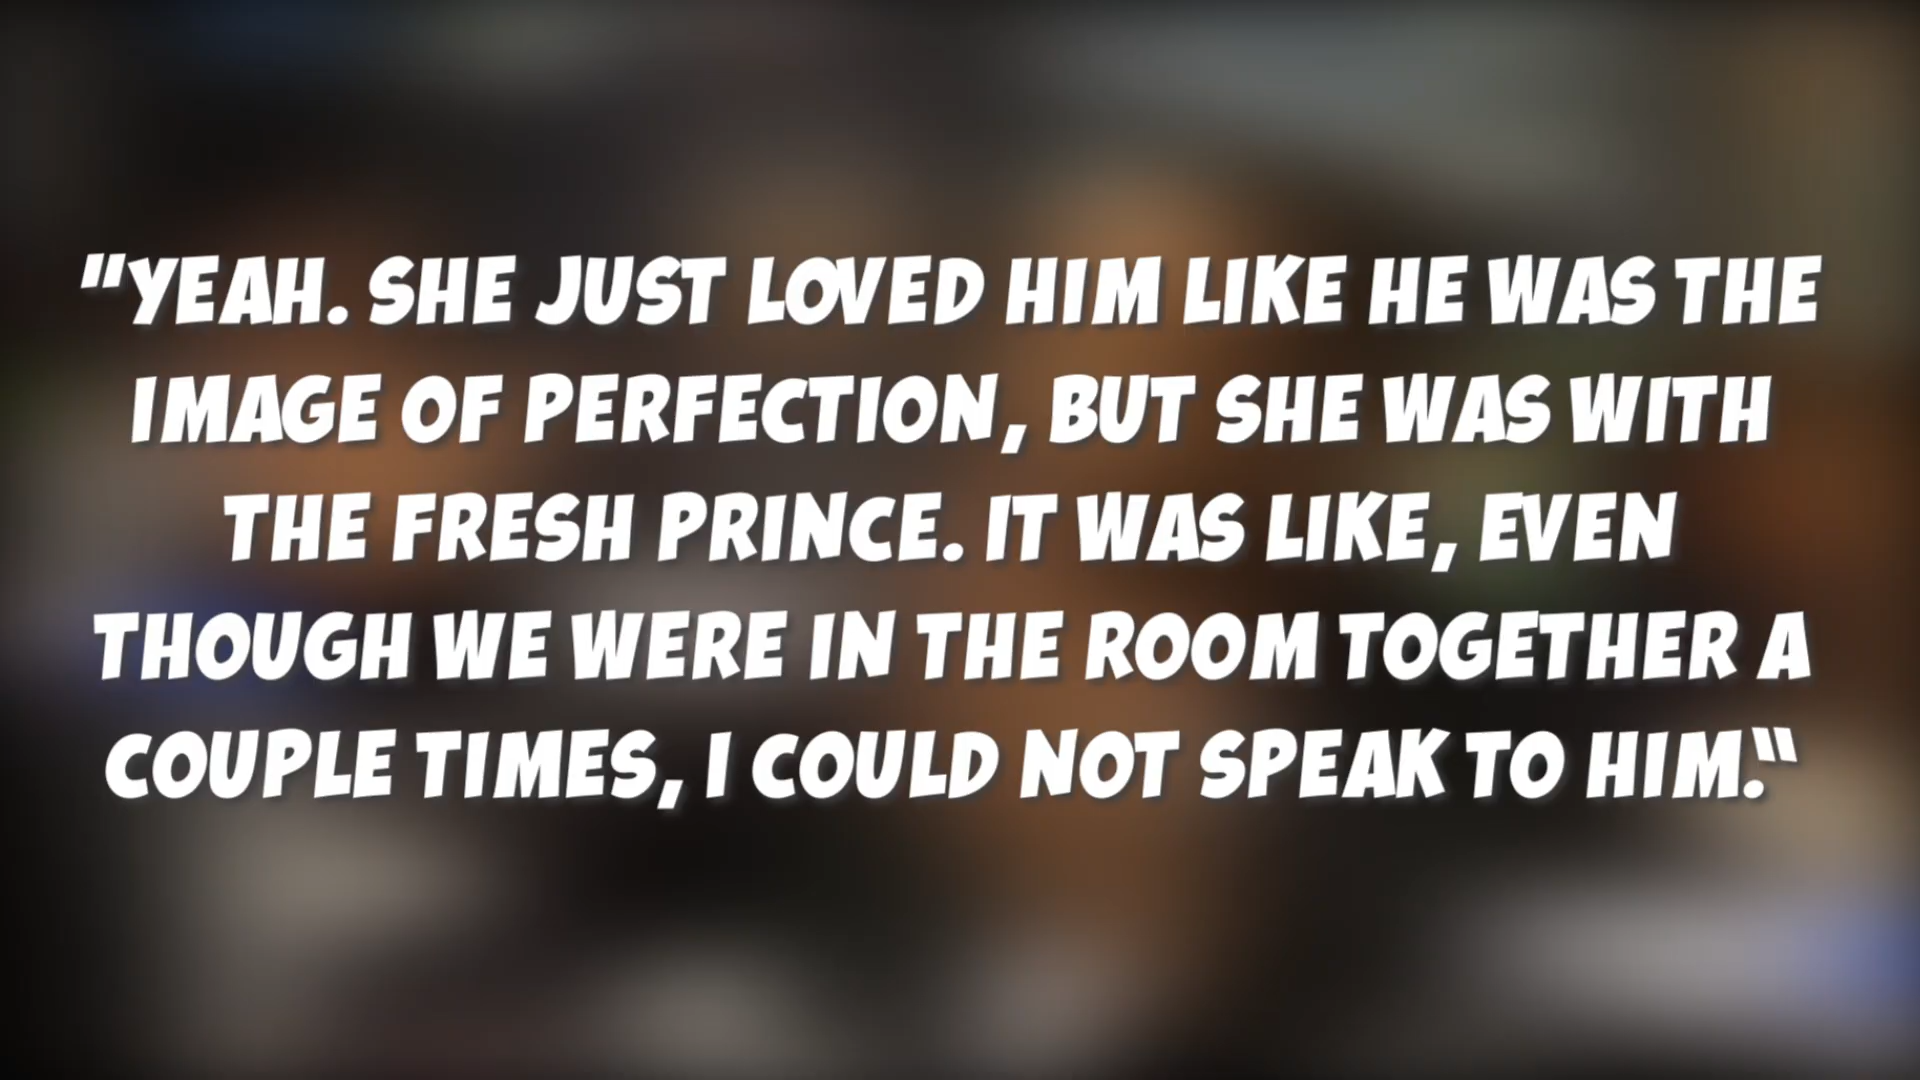 "YEAH. SHE JUST LOVED HIM LIKE HE WAS THE
IMAGE OF PERFECTION, BUT SHE WAS WITH
THE FRESH PRINCE. IT WAS LIKE, EVEN
THOUGH WE WERE IN THE ROOM TOGETHER A
COUPLE TIMES, I COULD NOT SPEAK TO HIM."